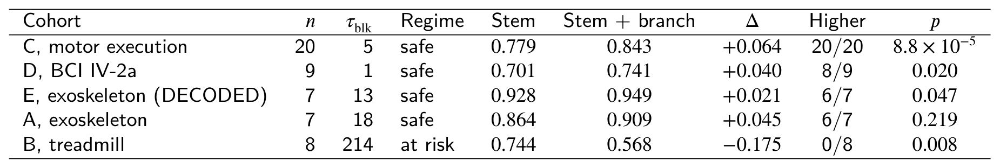 Cohort n τblk Regime Stem Stem + branch Δ Higher p
C, motor execution 20 5 safe 0.779 0.843 +0.064 20/20 8.8 × 10⁻⁵
D, BCI IV-2a 9 1 safe 0.701 0.741 +0.040 8/9 0.020
E, exoskeleton (DECODED) 7 13 safe 0.928 0.949 +0.021 6/7 0.047
A, exoskeleton 7 18 safe 0.864 0.909 +0.045 6/7 0.219
B, treadmill 8 214 at risk 0.744 0.568 −0.175 0/8 0.008